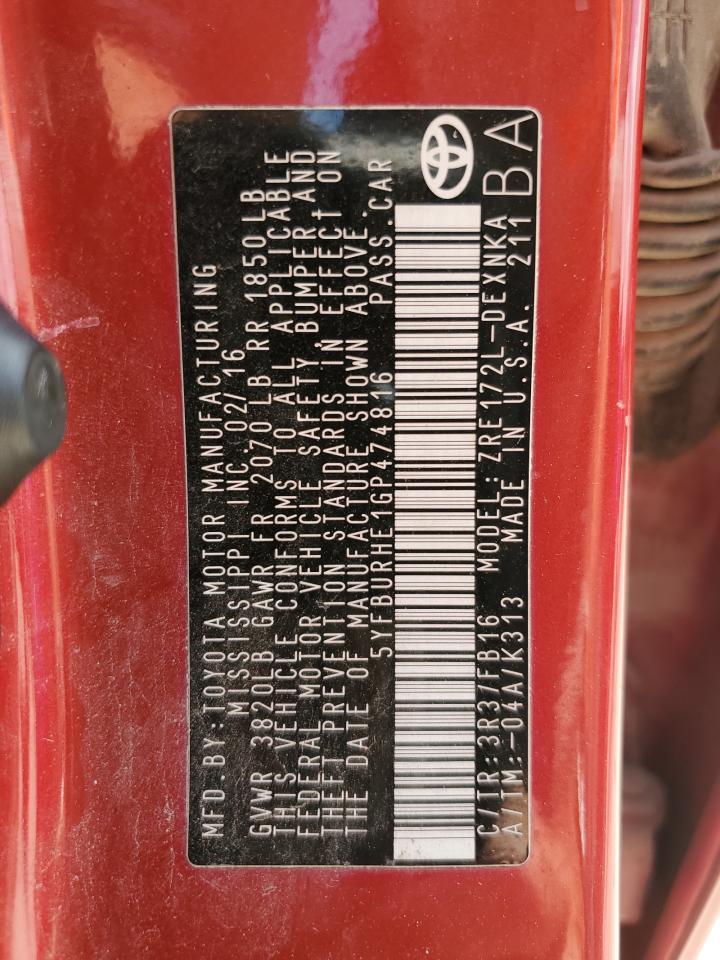 MFD.BY:TOYOTA MOTOR MANUFACTURING
MISSISSIPPI INC.02/16
GVWR 3820LB GAWR FR 2070LB RR 1850LB
THIS VEHICLE CONFORMS TO ALL APPLICABLE
FEDERAL MOTOR VEHICLE SAFETY, BUMPER AND
THEFT PREVENTION STANDARDS IN EFFECT ON
THE DATE OF MANUFACTURE SHOWN ABOVE.
5YFBURHE1GP474816 PASS.CAR
C/TR:3R3/FB16 MODEL:ZRE172L-DEXNKA
A/TM:-04A/K313 MADE IN U.S.A. 211
BA